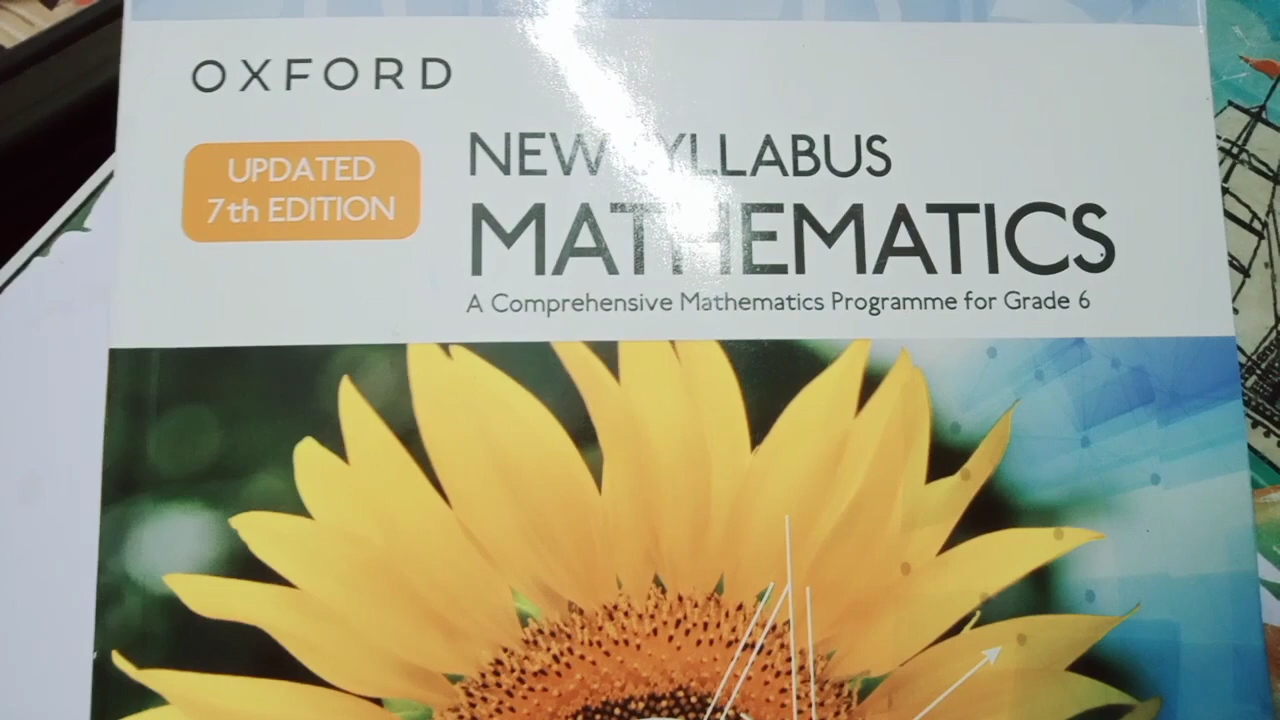 OXFORD
UPDATED
7th EDITION
NEW SYLLABUS
MATHEMATICS
A Comprehensive Mathematics Programme for Grade 6